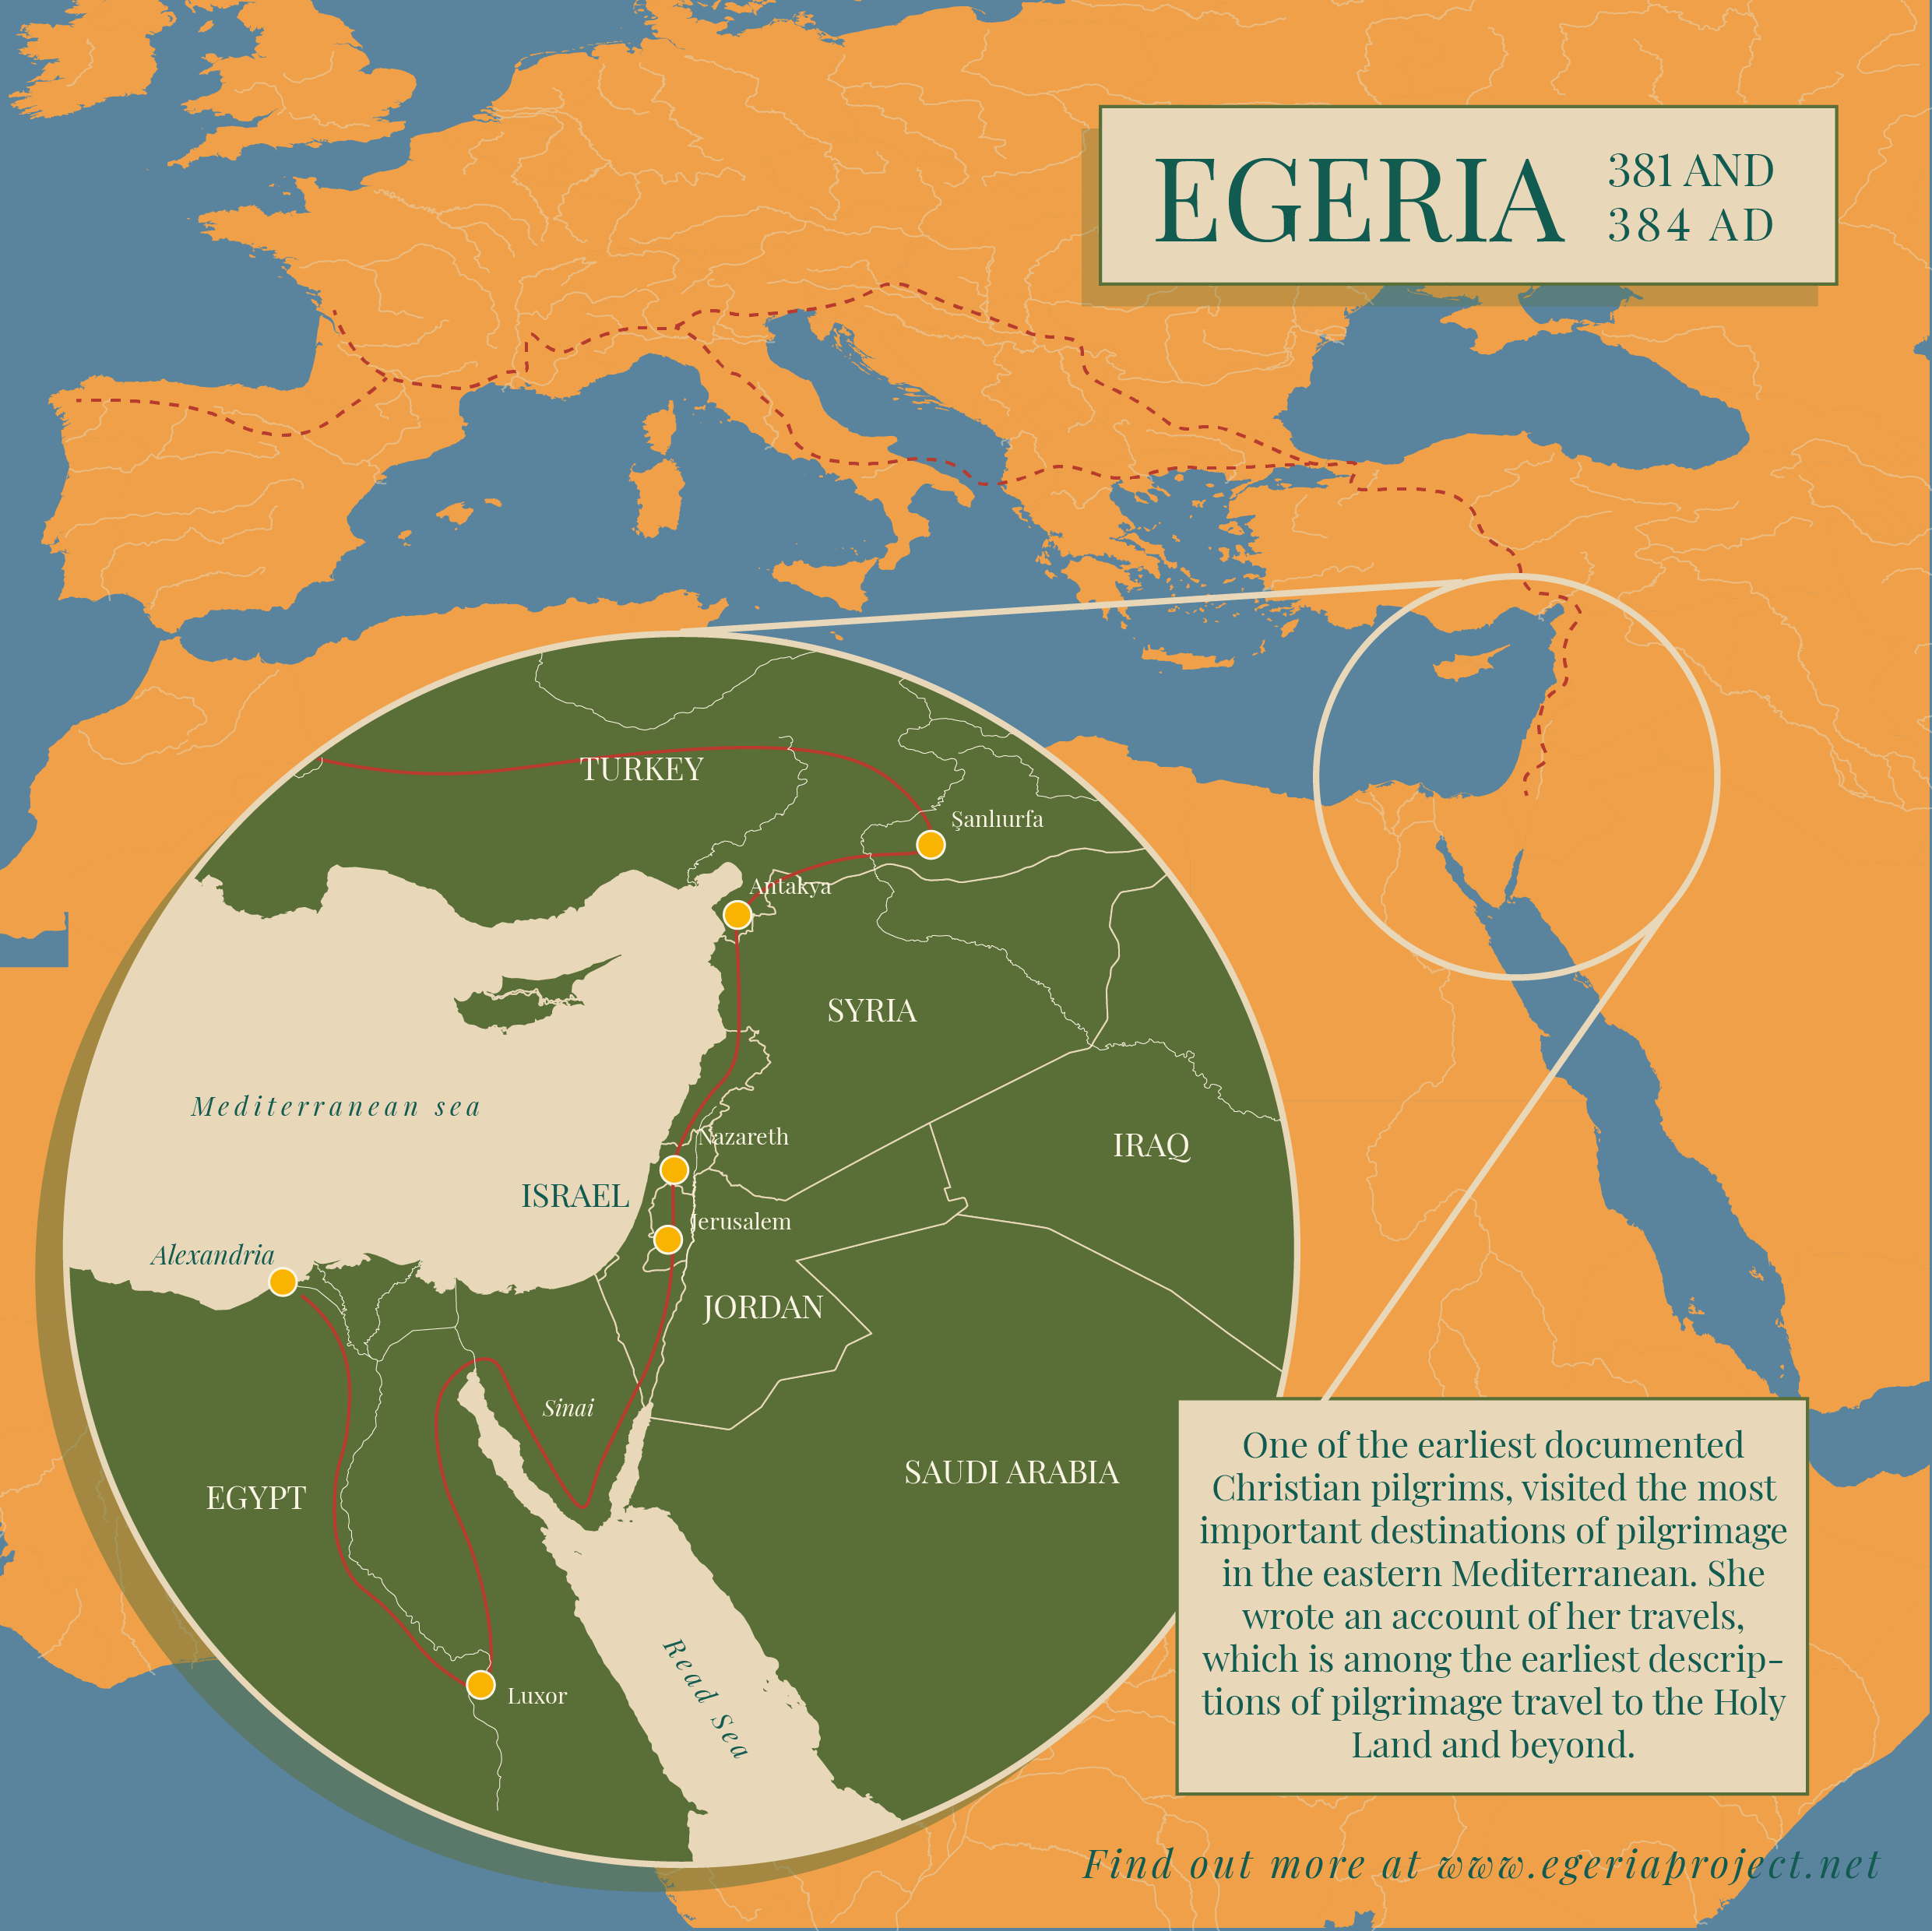 EGERIA
381 AND
384 AD
TURKEY
Şanlıurfa
Antakya
SYRIA
Mediterranean sea
Nazareth
IRAQ
ISRAEL
Jerusalem
Alexandria
JORDAN
Sinai
SAUDI ARABIA
EGYPT
Read Sea
Luxor
One of the earliest documented
Christian pilgrims, visited the most
important destinations of pilgrimage
in the eastern Mediterranean. She
wrote an account of her travels,
which is among the earliest descrip-
tions of pilgrimage travel to the Holy
Land and beyond.
Find out more at www.egeriaproject.net